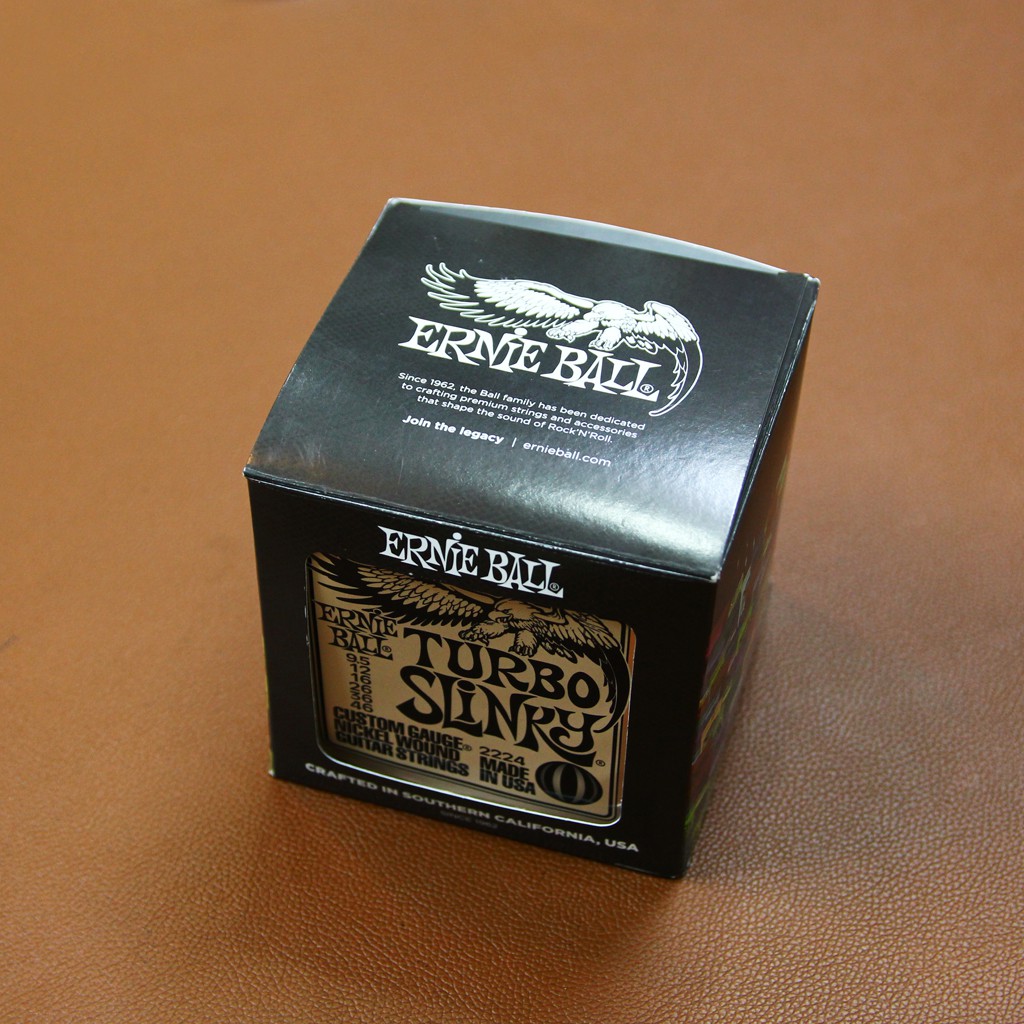 ERNIE BALL®
Since 1962, the Ball family has been dedicated
to crafting premium strings and accessories
that shape the sound of Rock'N'Roll.
Join the legacy | ernieball.com
ERNIE BALL®
ERNIE
BALL®
TURBO
SLINKY®
9.5
12
16
26
36
46
CUSTOM GAUGE®
NICKEL WOUND
GUITAR STRINGS
2224
MADE
IN USA
CRAFTED IN SOUTHERN CALIFORNIA, USA
SINCE 1962